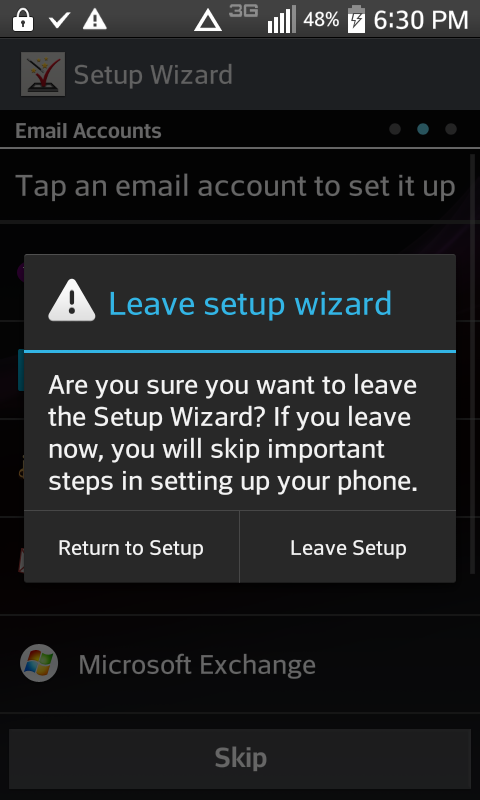 3G 48% 6:30 PM
Setup Wizard
Email Accounts
Tap an email account to set it up
Leave setup wizard
Are you sure you want to leave
the Setup Wizard? If you leave
now, you will skip important
steps in setting up your phone.
Return to Setup Leave Setup
Microsoft Exchange
Skip